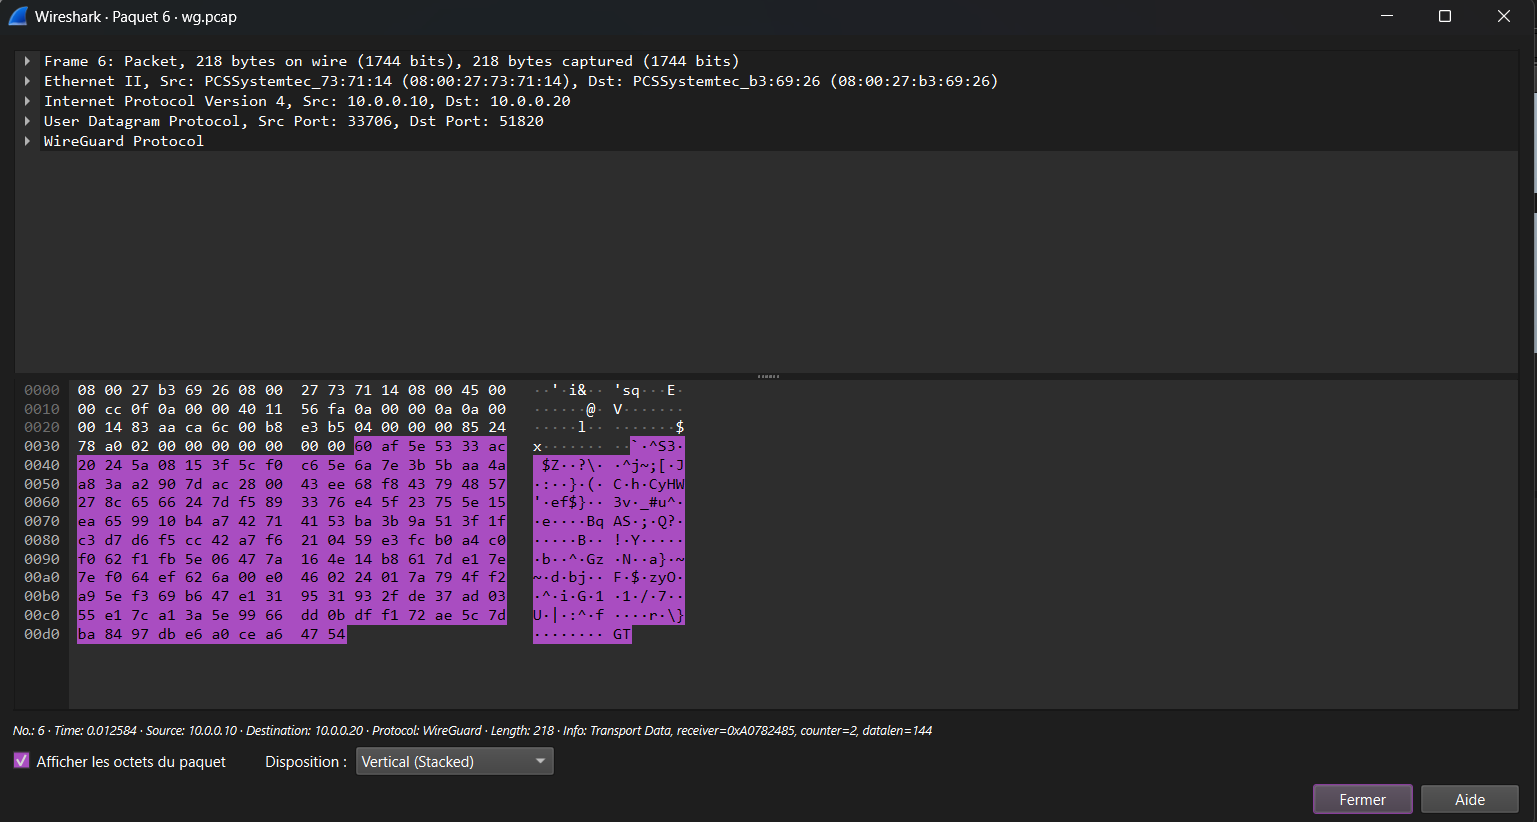 Wireshark · Paquet 6 · wg.pcap
Frame 6: Packet, 218 bytes on wire (1744 bits), 218 bytes captured (1744 bits)
Ethernet II, Src: PCSSystemtec_73:71:14 (08:00:27:73:71:14), Dst: PCSSystemtec_b3:69:26 (08:00:27:b3:69:26)
Internet Protocol Version 4, Src: 10.0.0.10, Dst: 10.0.0.20
User Datagram Protocol, Src Port: 33706, Dst Port: 51820
WireGuard Protocol
0000 08 00 27 b3 69 26 08 00 27 73 71 14 08 00 45 00 ··'·i&·· 'sq···E·
0010 00 cc 0f 0a 00 00 40 11 56 fa 0a 00 00 0a 0a 00 ······@· V·······
0020 00 14 83 aa ca 6c 00 b8 e3 b5 04 00 00 00 85 24 ·····l·· ·······$
0030 78 a0 02 00 00 00 00 00 00 00 60 af 5e 53 33 ac x······· ··`·^S3·
0040 20 24 5a 08 15 3f 5c f0 c6 5e 6a 7e 3b 5b aa 4a  $Z··?\· ·^j~;[·J
0050 a8 3a a2 90 7d ac 28 00 43 ee 68 f8 43 79 48 57 ·:··}·(· C·h·CyHW
0060 27 8c 65 66 24 7d f5 89 33 76 e4 5f 23 75 5e 15 '·ef$}·· 3v·_#u^·
0070 ea 65 99 10 b4 a7 42 71 41 53 ba 3b 9a 51 3f 1f ·e····Bq AS·;·Q?·
0080 c3 d7 d6 f5 cc 42 a7 f6 21 04 59 e3 fc b0 a4 c0 ·····B·· !·Y·····
0090 f0 62 f1 fb 5e 06 47 7a 16 4e 14 b8 61 7d e1 7e ·b··^·Gz ·N··a}·~
00a0 7e f0 64 ef 62 6a 00 e0 46 02 24 01 7a 79 4f f2 ~·d·bj·· F·$·zyO·
00b0 a9 5e f3 69 b6 47 e1 31 95 31 93 2f de 37 ad 03 ·^·i·G·1 ·1·/·7··
00c0 55 e1 7c a1 3a 5e 99 66 dd 0b df f1 72 ae 5c 7d U·|·:^·f ····r·\}
00d0 ba 84 97 db e6 a0 ce a6 47 54 ········ GT
No.: 6 · Time: 0.012584 · Source: 10.0.0.10 · Destination: 10.0.0.20 · Protocol: WireGuard · Length: 218 · Info: Transport Data, receiver=0xA0782485, counter=2, datalen=144
Afficher les octets du paquet Disposition : Vertical (Stacked)
Fermer Aide